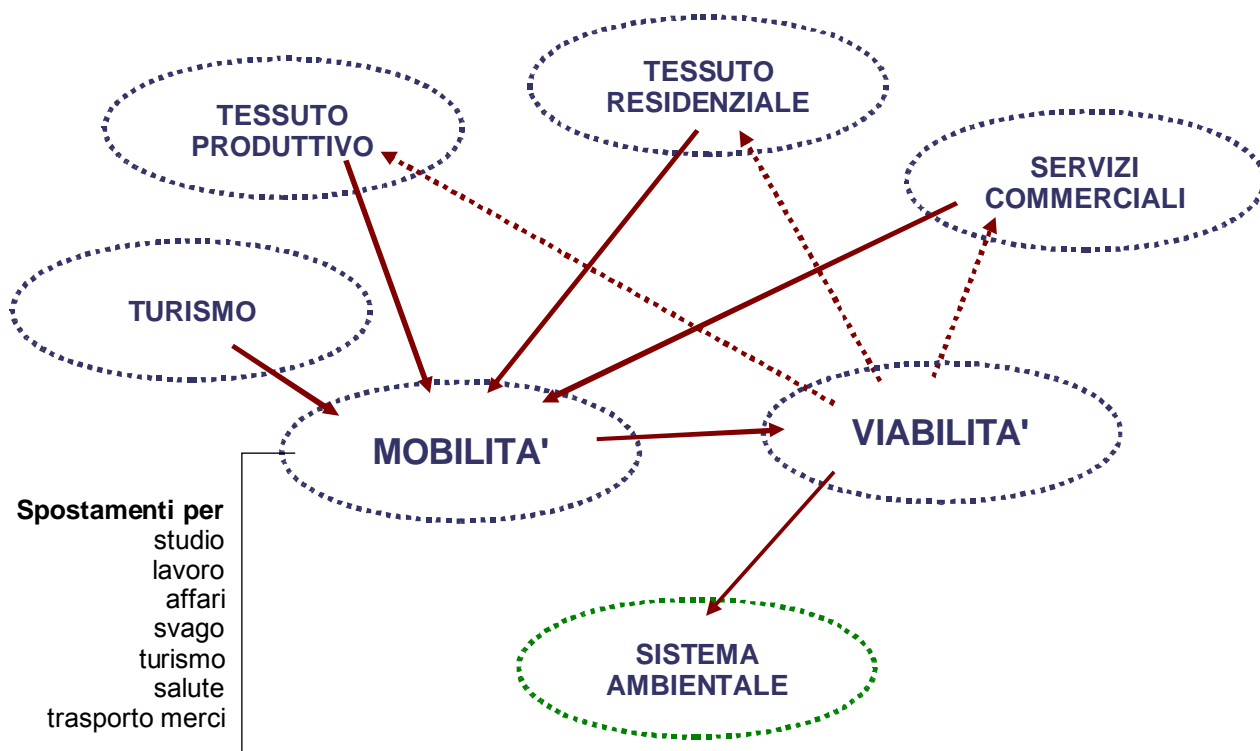 TESSUTO
RESIDENZIALE
TESSUTO
PRODUTTIVO
SERVIZI
COMMERCIALI
TURISMO
MOBILITA'
VIABILITA'
Spostamenti per
studio
lavoro
affari
svago
turismo
salute
trasporto merci
SISTEMA
AMBIENTALE